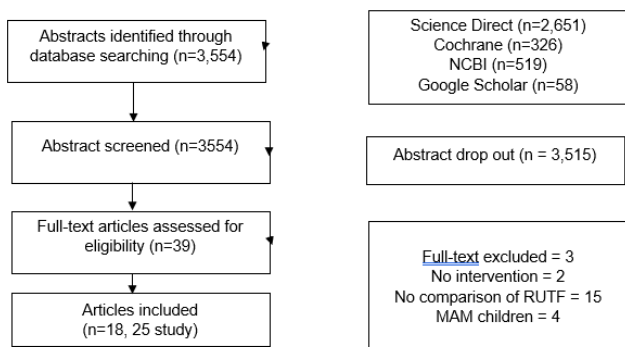 Abstracts identified through
database searching (n=3,554)
Science Direct (n=2,651)
Cochrane (n=326)
NCBI (n=519)
Google Scholar (n=58)
Abstract screened (n=3554)
Abstract drop out (n = 3,515)
Full-text articles assessed for
eligibility (n=39)
Full-text excluded = 3
No intervention = 2
No comparison of RUTF = 15
MAM children = 4
Articles included
(n=18, 25 study)